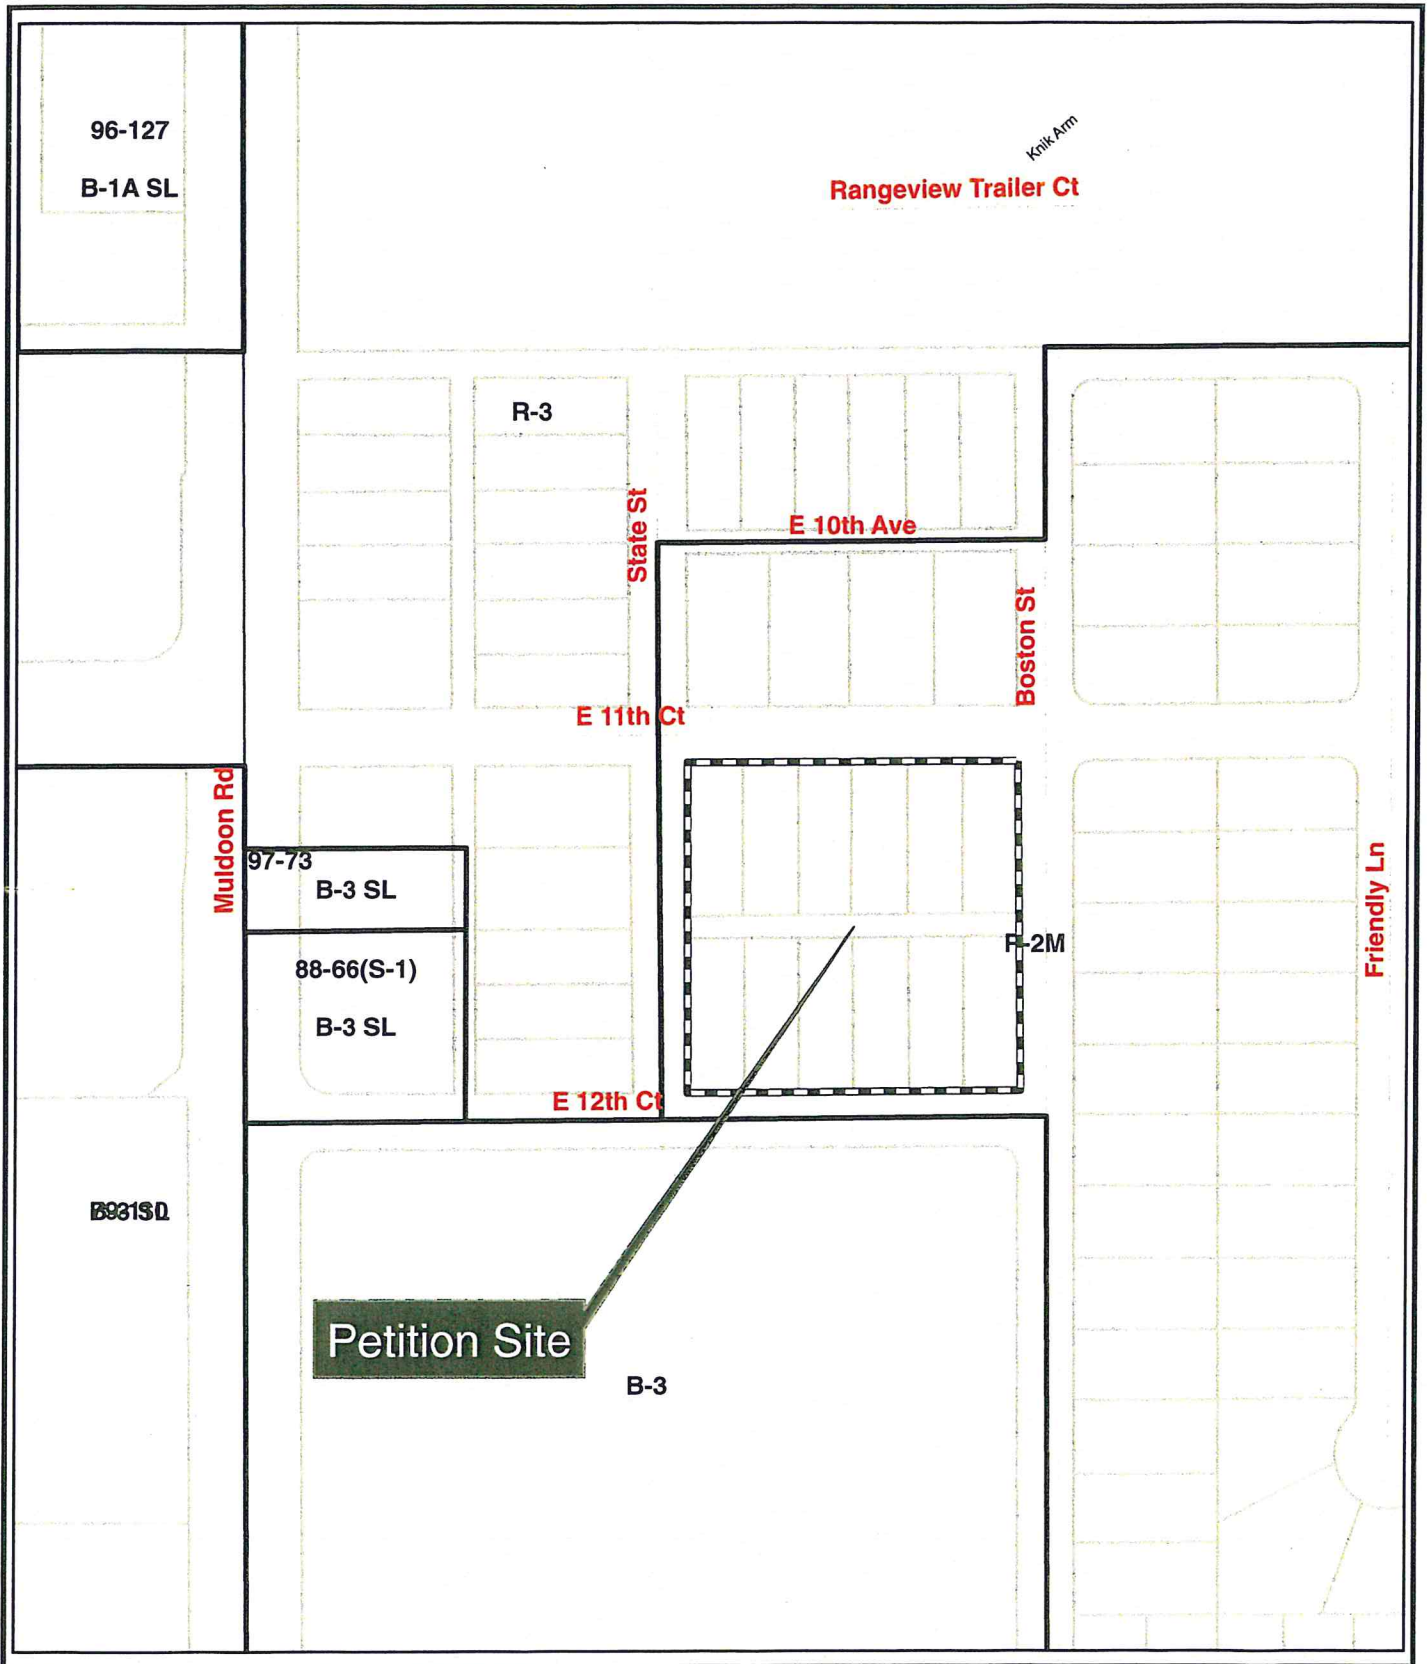 96-127
B-1A SL
Knik Arm
Rangeview Trailer Ct
R-3
State St
E 10th Ave
Boston St
E 11th Ct
Muldoon Rd
97-73
B-3 SL
88-66(S-1)
B-3 SL
R-2M
Friendly Ln
E 12th Ct
Petition Site
B-3